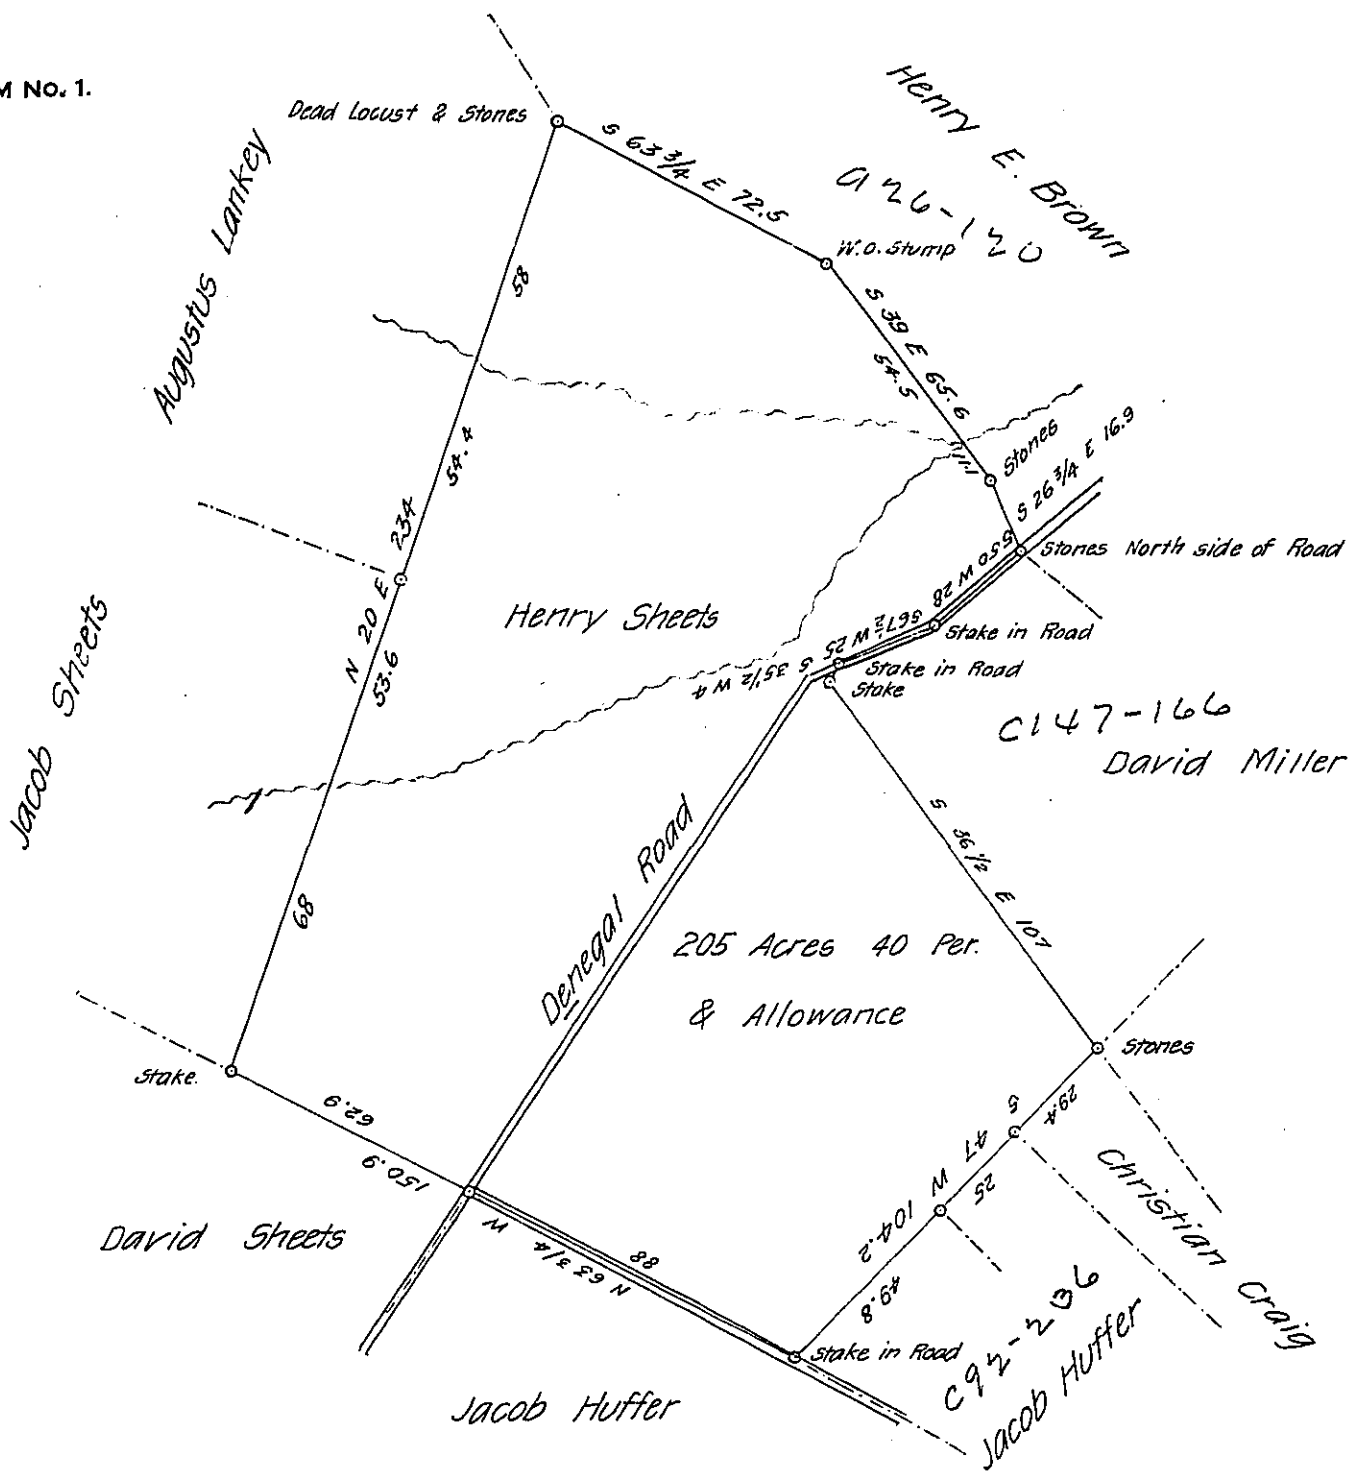 M No. 1.
Dead Locust & Stones
S 63 3/4 E 72.5
Henry E. Brown
a26-120
W.O. Stump
Augustus Lankey
58
S 39 E 65.6
54.5
11.1
Stones
S 26 3/4 E 16.9
54.4
Stones North side of Road
S50 W 28
N 20 E 234
53.6
Henry Sheets
S67½ W 25
Stake in Road
S 35 1/2 W 4
Stake in Road
Stake
Jacob Sheets
C147-166
David Miller
S 36 1/2 E 107
Denegal Road
68
205 Acres 40 Per.
& Allowance
Stones
Stake.
62.9
150.9
29.4
S 47 W 104.2
25
49.8
Christian Craig
David Sheets
N 63 3/4 W
88
Stake in Road
C92-236
Jacob Huffer
Jacob Huffer